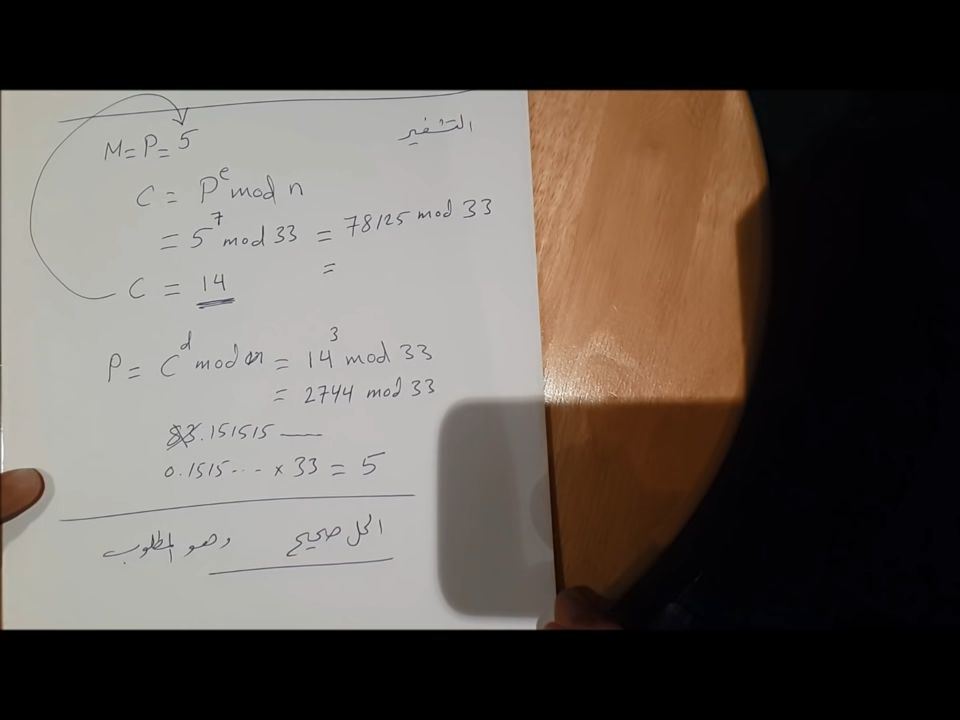 التشفير
M = P = 5
C = P^e mod n
= 5^7 mod 33 = 78125 mod 33
=
C = 14
P = C^d mod n = 14^3 mod 33
= 2744 mod 33
83.151515
0.1515... x 33 = 5
الحل صحيح وهو المطلوب